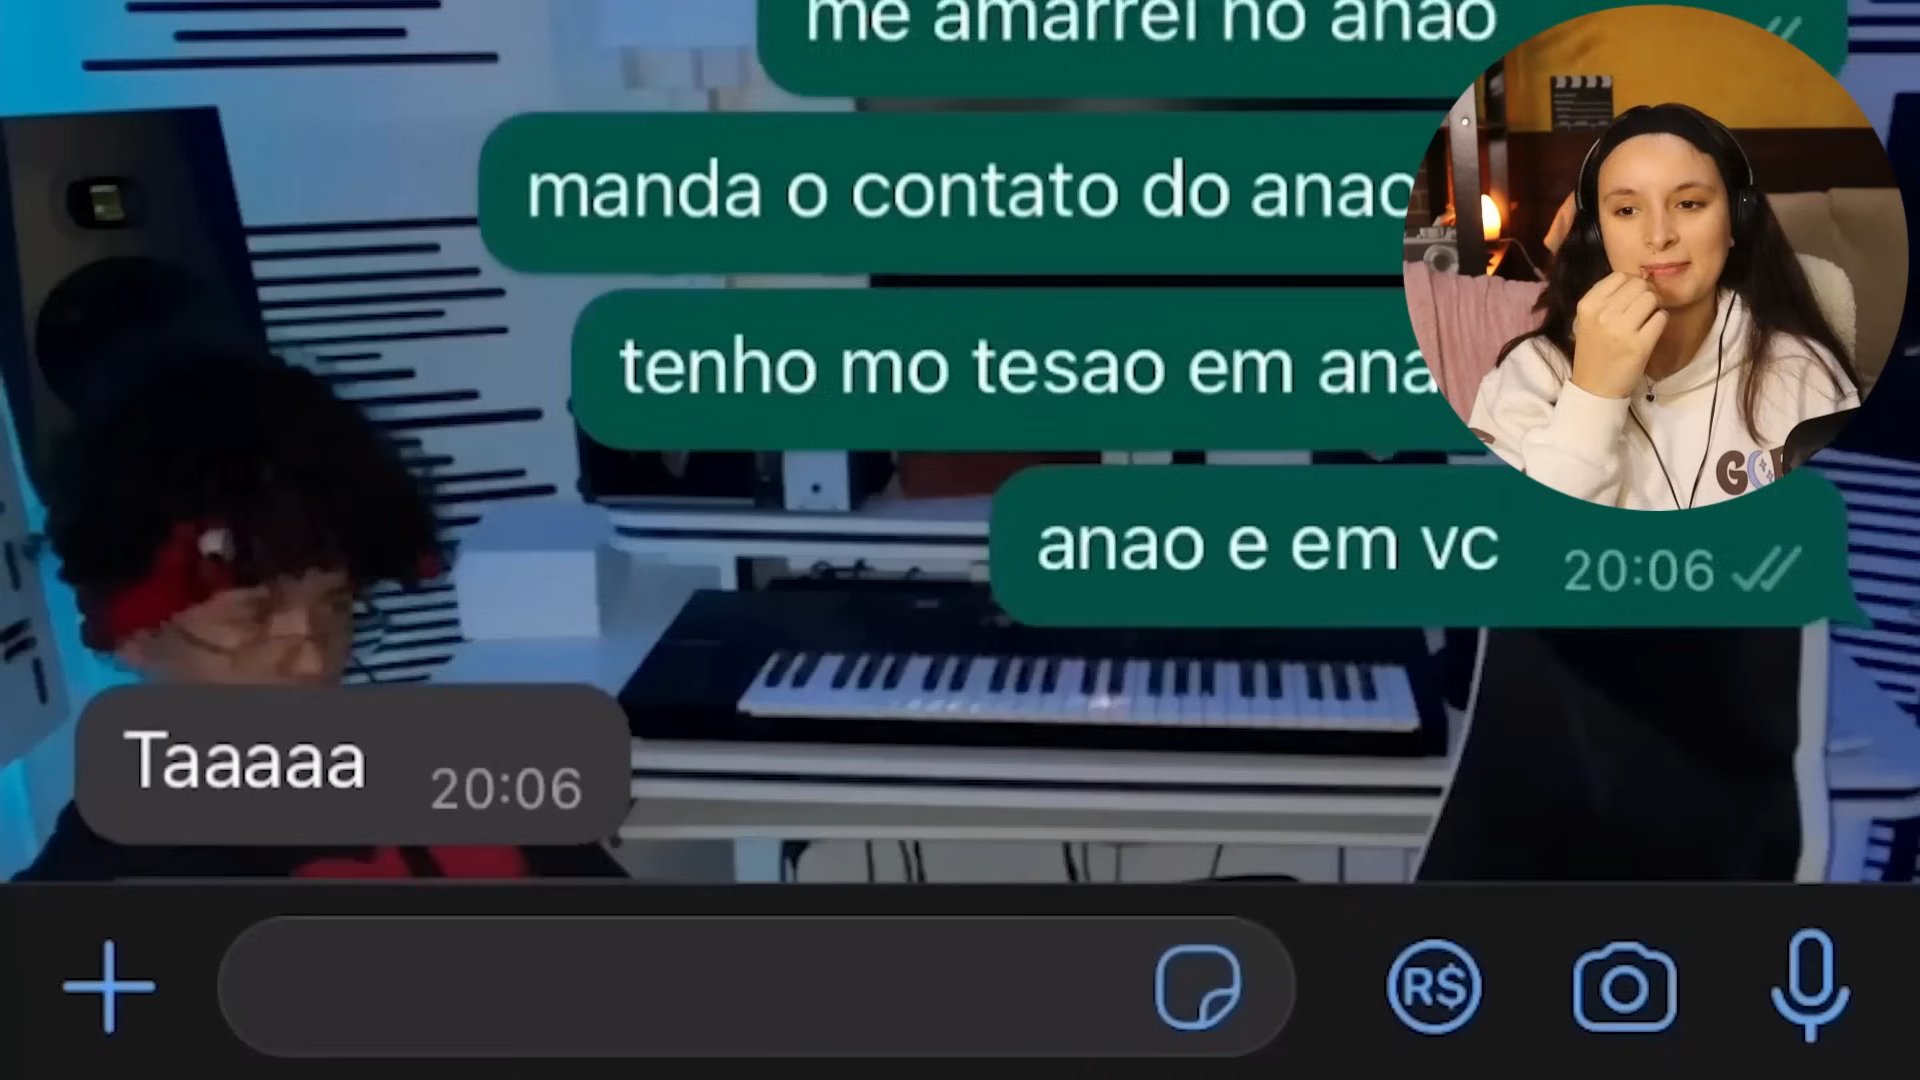 me amarrei no anao
manda o contato do anao
tenho mo tesao em ana
anao e em vc 20:06
Taaaaa 20:06
R$